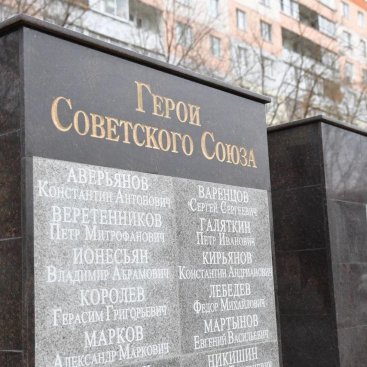 Герои
Советского Союза
АВЕРЬЯНОВ
Константин Антонович
ВЕРЕТЕННИКОВ
Петр Митрофанович
ИОНЕСЬЯН
Владимир Абрамович
КОРОЛЕВ
Герасим Григорьевич
МАРКОВ
Александр Маркович
ВАРЕНЦОВ
Сергей Сергеевич
ГАЛЯТКИН
Петр Иванович
КИРЬЯНОВ
Константин Андрианович
ЛЕБЕДЕВ
Федор Михайлович
МАРТЫНОВ
Евгений Васильевич
НИКИШИН